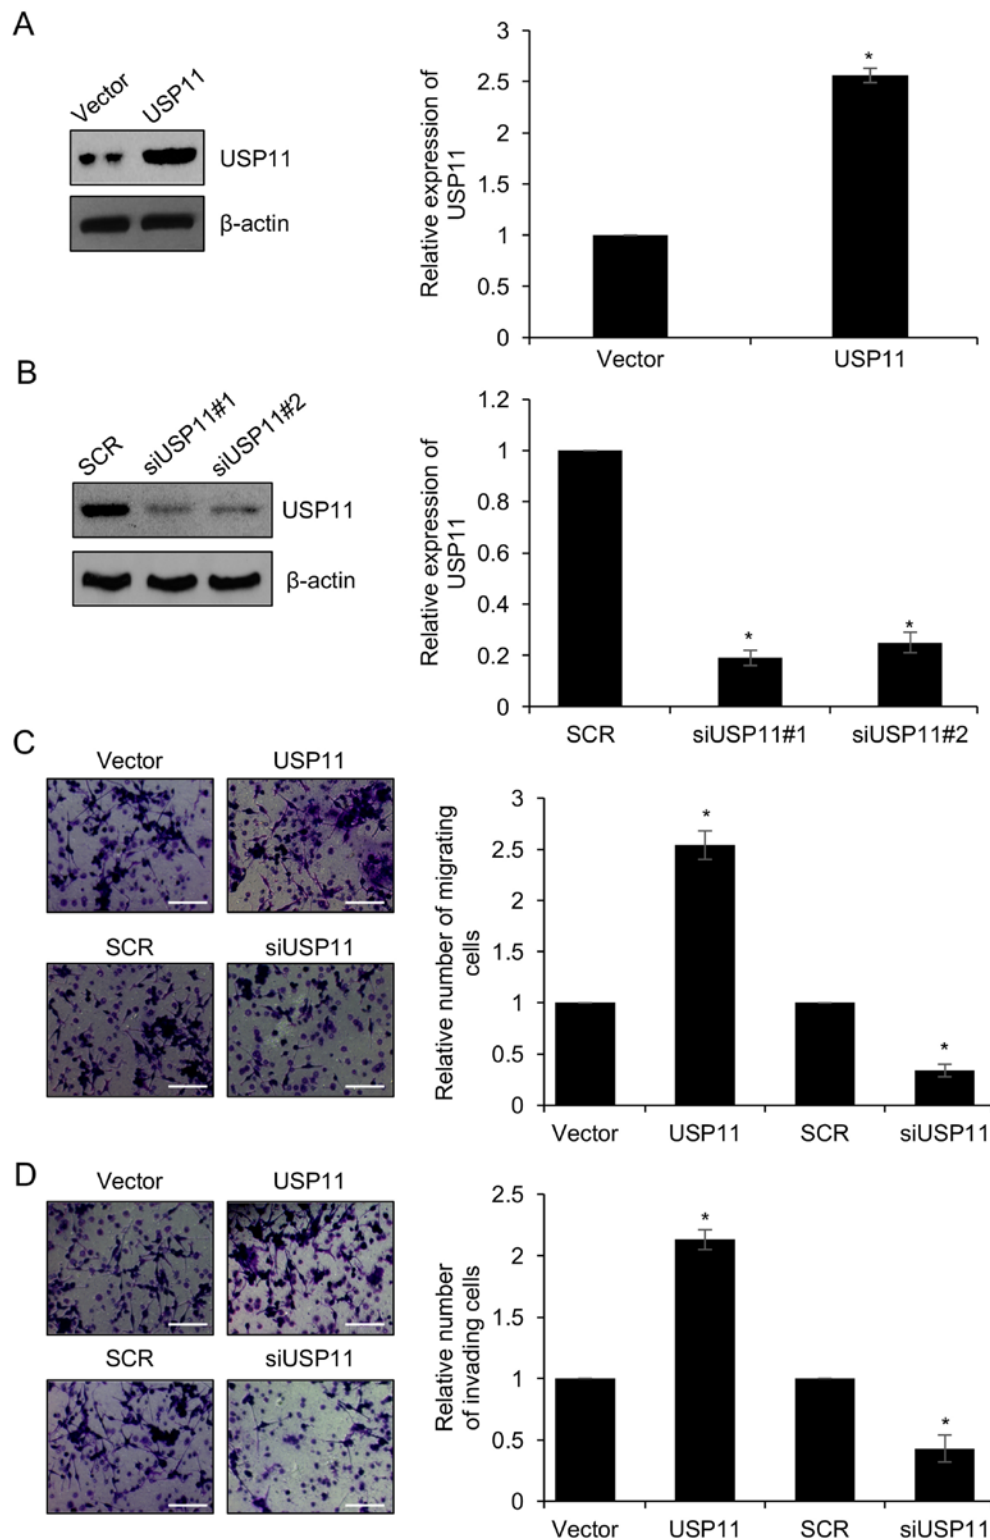 A
Vector
USP11
USP11
β-actin
Relative expression of
USP11
3
2.5
2
1.5
1
0.5
0
*
Vector
USP11
B
SCR
siUSP11#1
siUSP11#2
USP11
β-actin
Relative expression of
USP11
1.2
1
0.8
0.6
0.4
0.2
0
*
*
SCR
siUSP11#1
siUSP11#2
C
Vector
USP11
SCR
siUSP11
Relative number of migrating
cells
3
2.5
2
1.5
1
0.5
0
*
*
Vector
USP11
SCR
siUSP11
D
Vector
USP11
SCR
siUSP11
Relative number
of invading cells
2.5
2
1.5
1
0.5
0
*
*
Vector
USP11
SCR
siUSP11